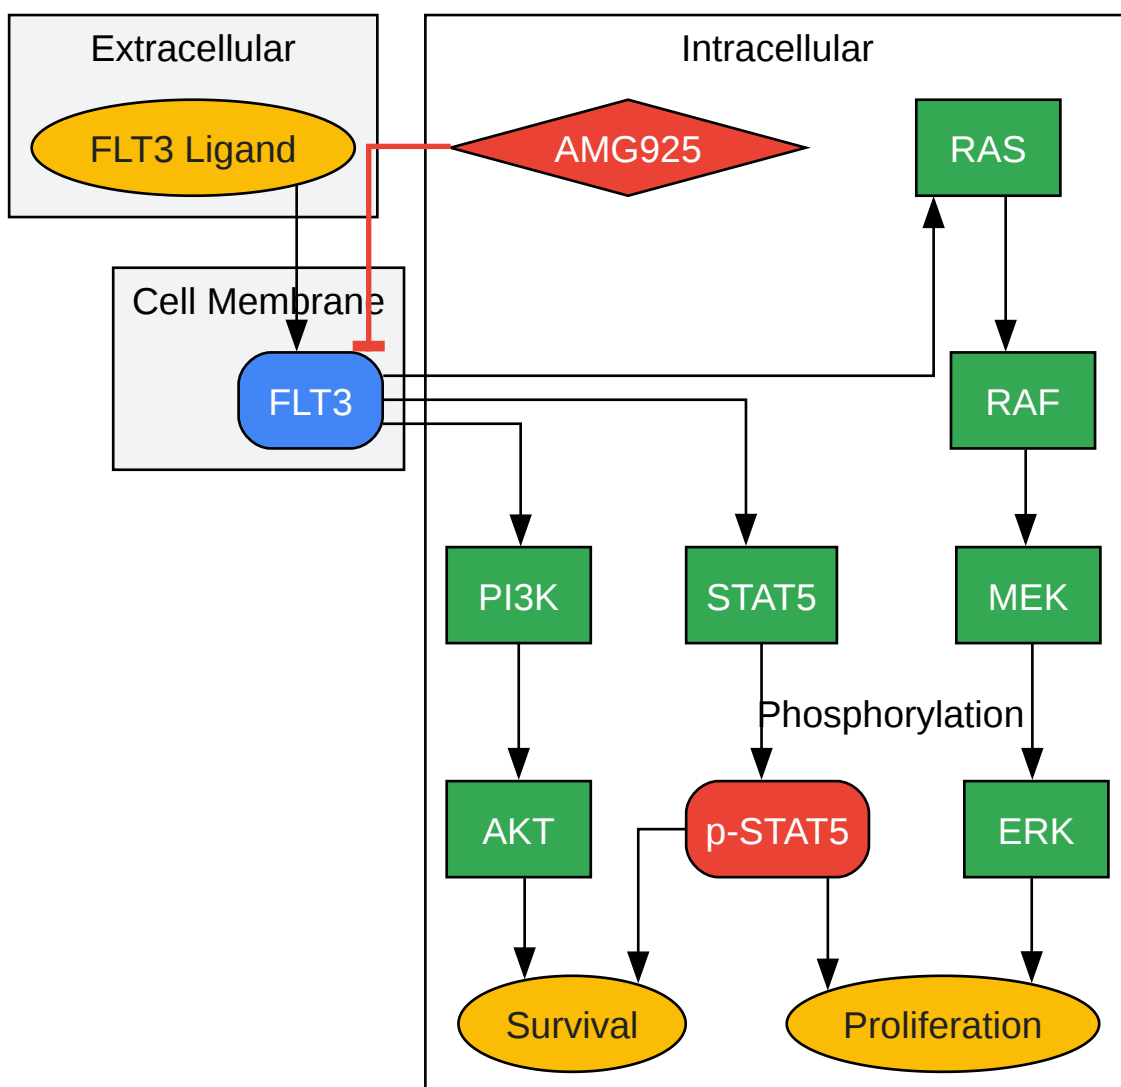 Extracellular
Intracellular
FLT3 Ligand
AMG925
RAS
Cell Membrane
FLT3
RAF
PI3K
STAT5
MEK
Phosphorylation
AKT
p-STAT5
ERK
Survival
Proliferation